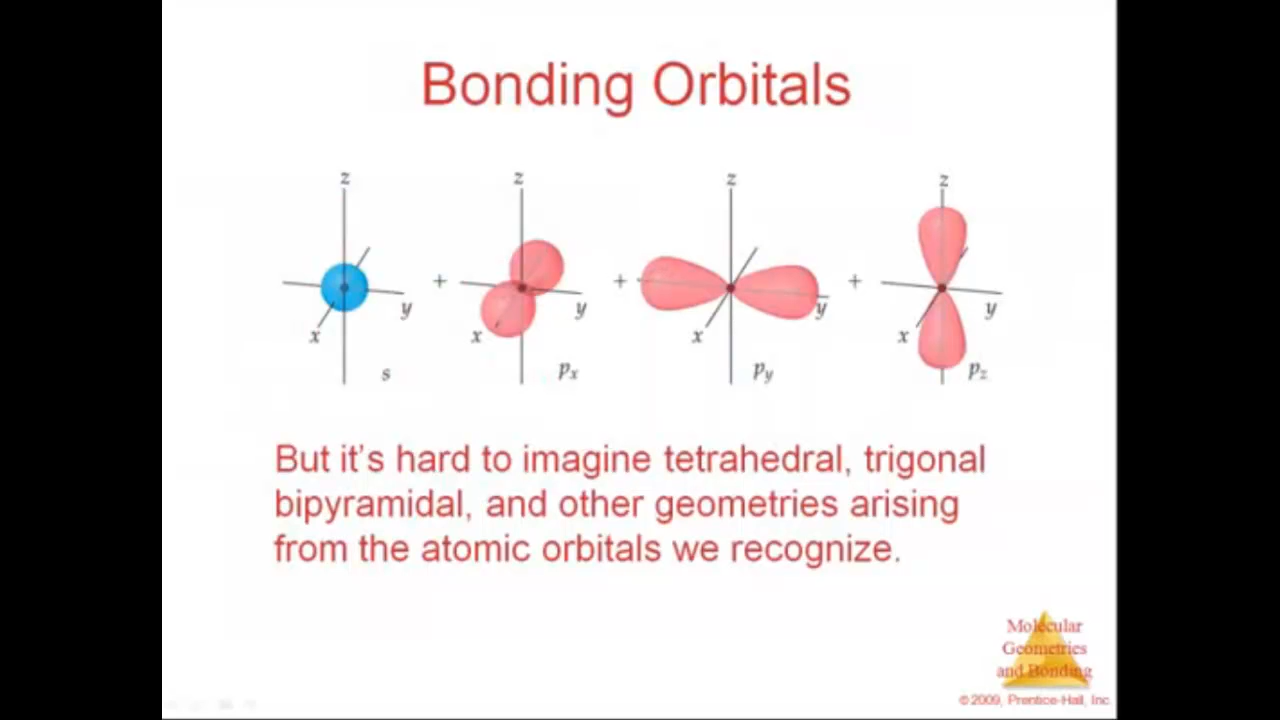 Bonding Orbitals
z z z z
+ + +
y y y y
x x x x
s px py pz
But it's hard to imagine tetrahedral, trigonal
bipyramidal, and other geometries arising
from the atomic orbitals we recognize.
Molecular
Geometries
and Bonding
© 2009, Prentice-Hall, Inc